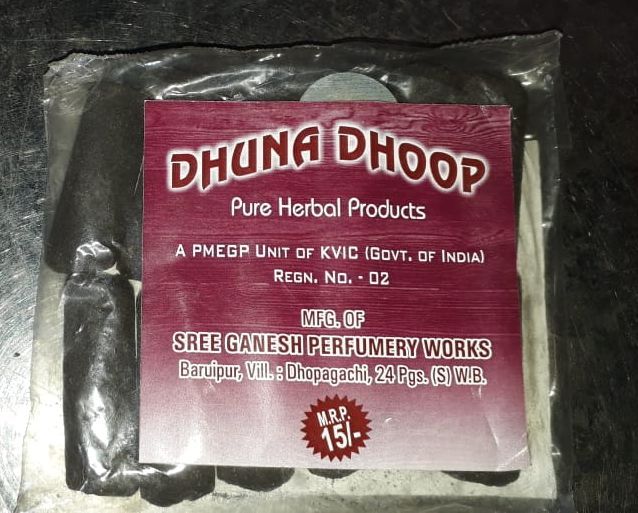 DHUNA DHOOP
Pure Herbal Products
A PMEGP UNIT OF KVIC (GOVT. OF INDIA)
REGN. NO. - 02
MFG. OF
SREE GANESH PERFUMERY WORKS
Baruipur, Vill. : Dhopagachi, 24 Pgs. (S) W.B.
M.R.P.
15/-